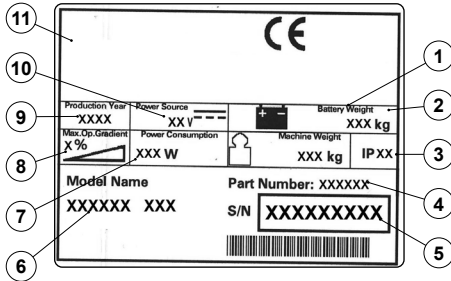 11
CE
10
1
Production Year
Power Source
Battery Weight
2
XXXX
XX V
XXX kg
9
Max.Op.Gradient
Power Consumption
Machine Weight
X%
XXX W
XXX kg
IPXX
3
8
Model Name
Part Number: XXXXXX
4
7
XXXXXX XXX
S/N
XXXXXXXXX
5
6